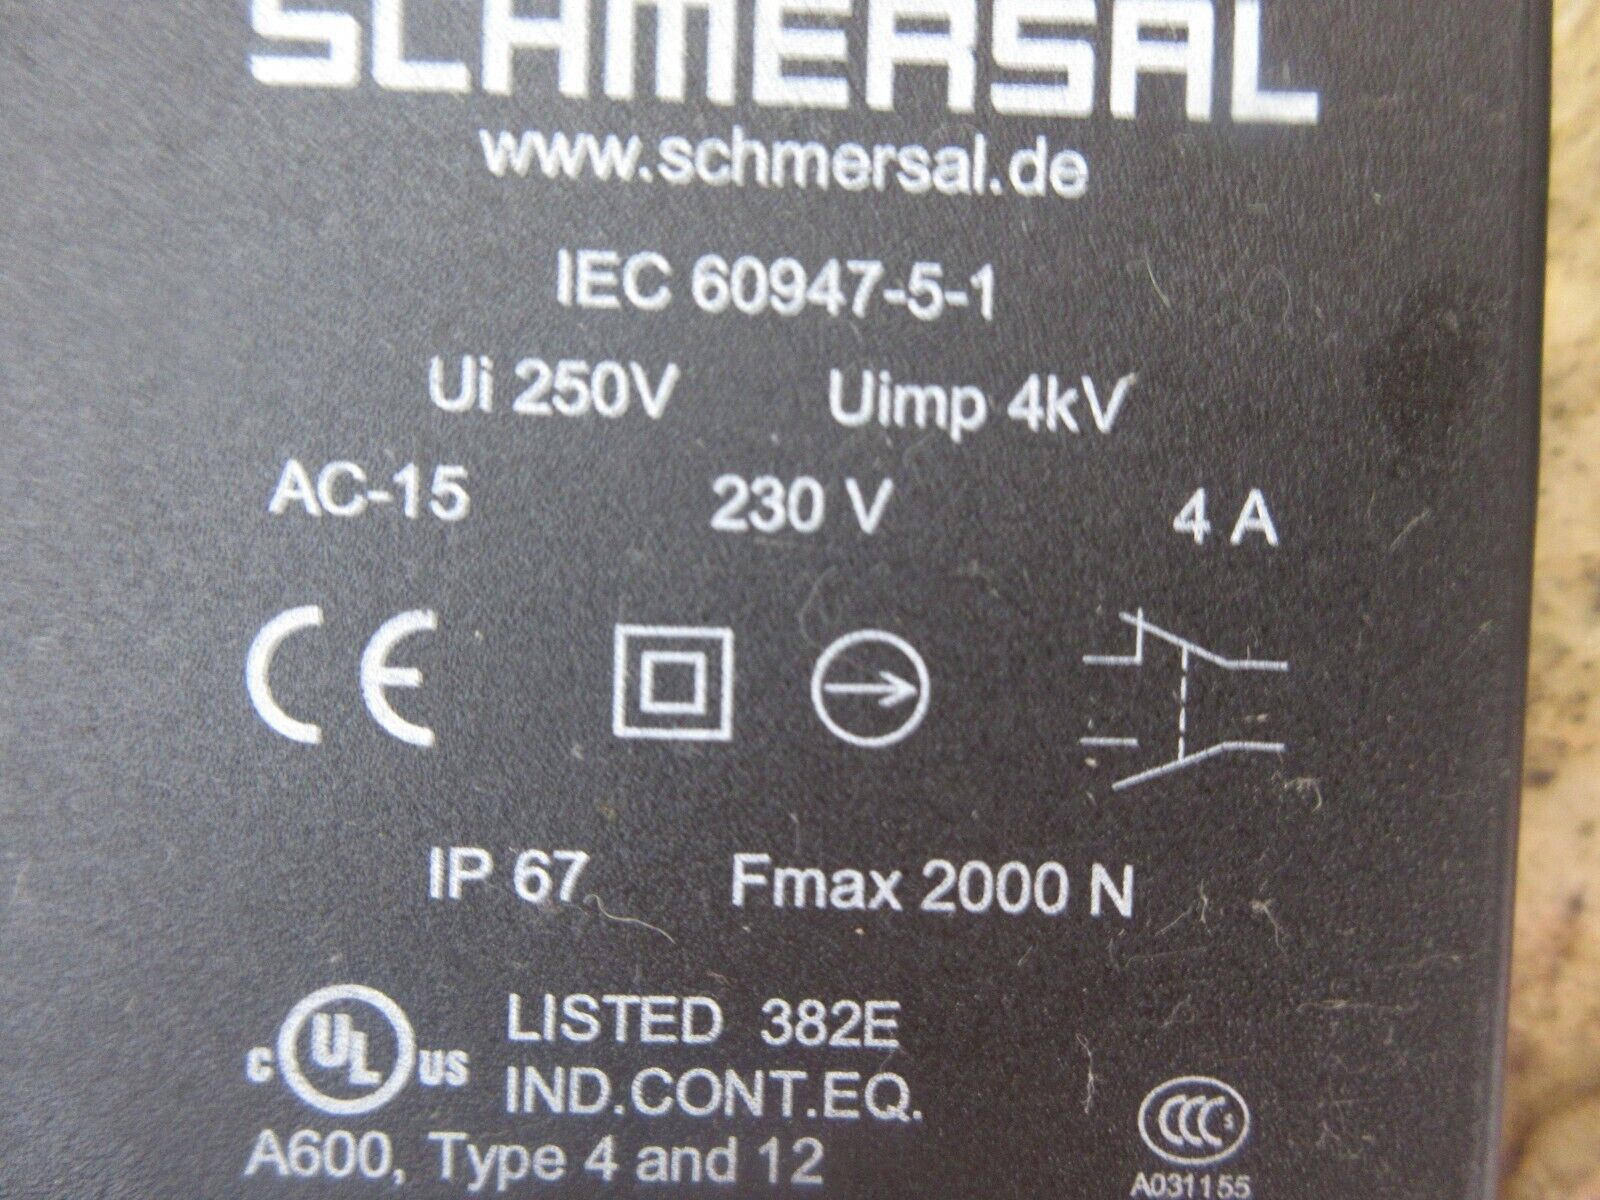 SCHMERSAL
www.schmersal.de
IEC 60947-5-1
Ui 250V Uimp 4kV
AC-15 230 V 4 A
CE
IP 67 Fmax 2000 N
c UL us LISTED 382E
IND.CONT.EQ.
A600, Type 4 and 12
CCC S
A031155